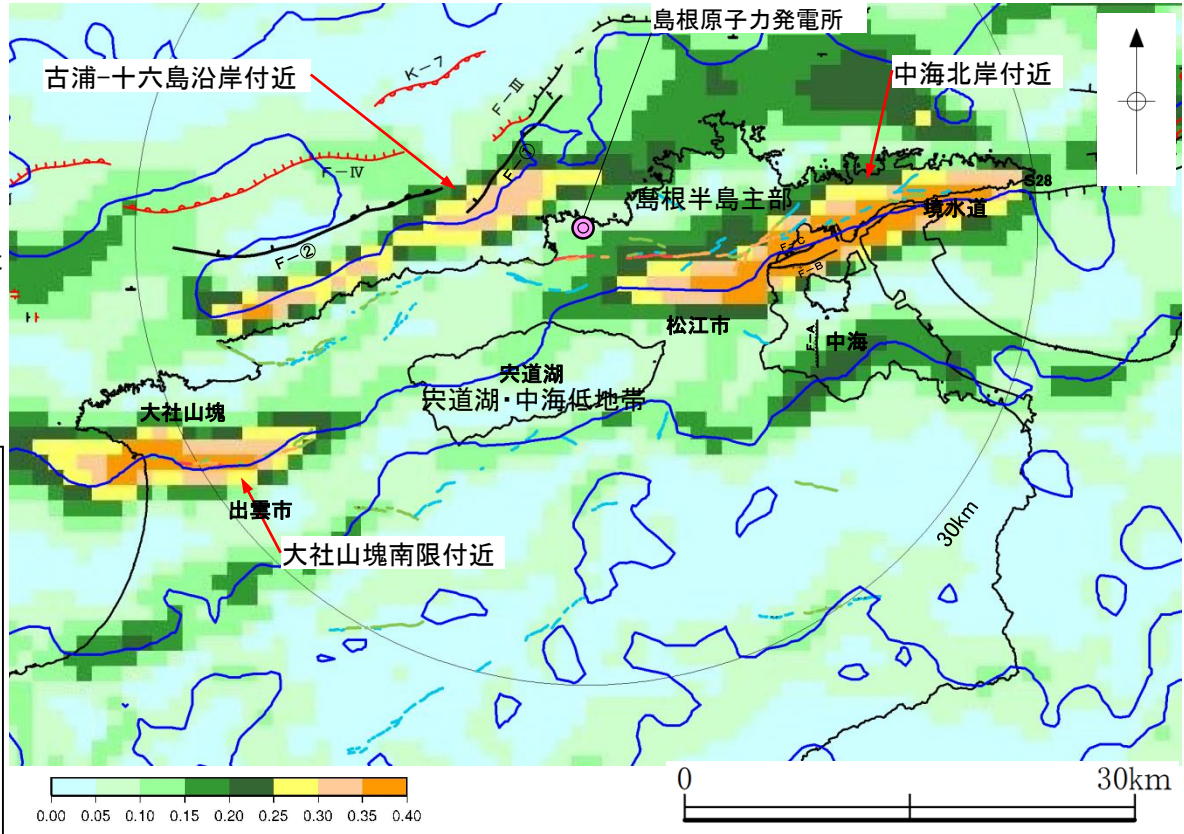 島根原子力発電所
古浦-十六島沿岸付近
K-7
中海北岸付近
F-Ⅲ
F-①
F-Ⅳ
S28
島根半島主部
境水道
F-②
F-C
F-B
松江市
F-A
中海
宍道湖
宍道湖・中海低地帯
大社山塊
出雲市
30km
大社山塊南限付近
0.00 0.05 0.10 0.15 0.20 0.25 0.30 0.35 0.40
0 30km